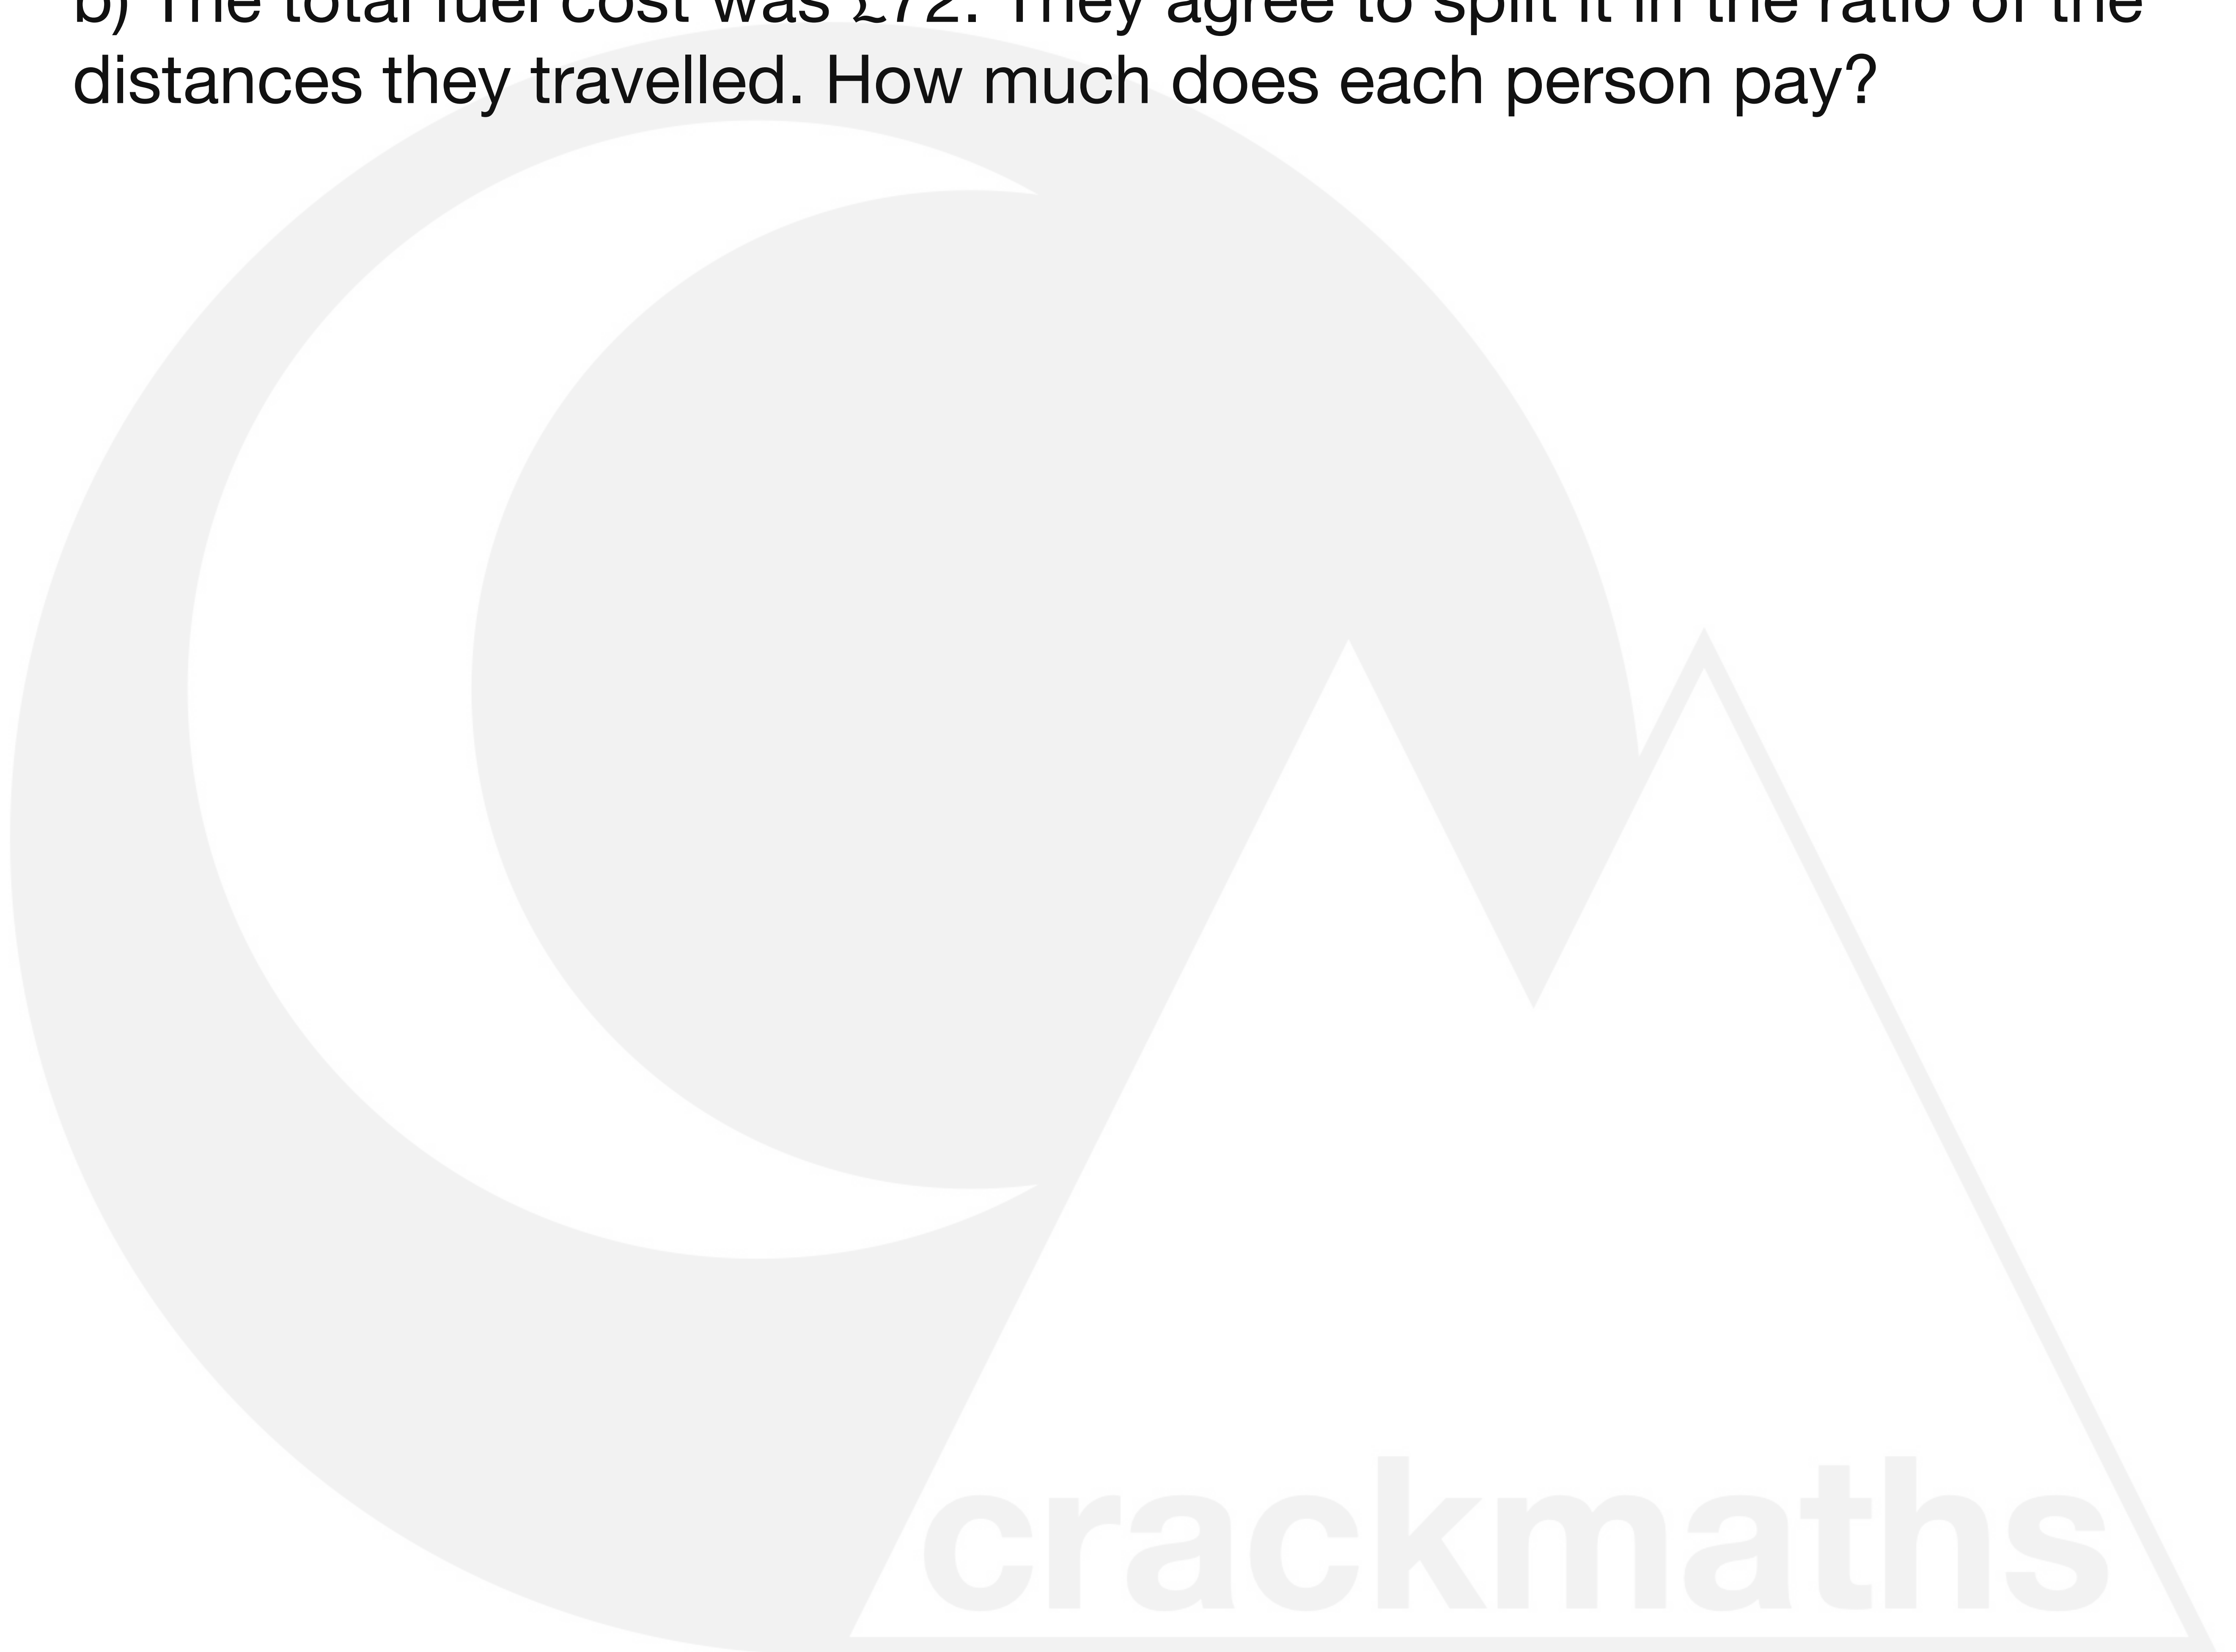 b) The total fuel cost was £72. They agree to split it in the ratio of the
distances they travelled. How much does each person pay?
crackmaths